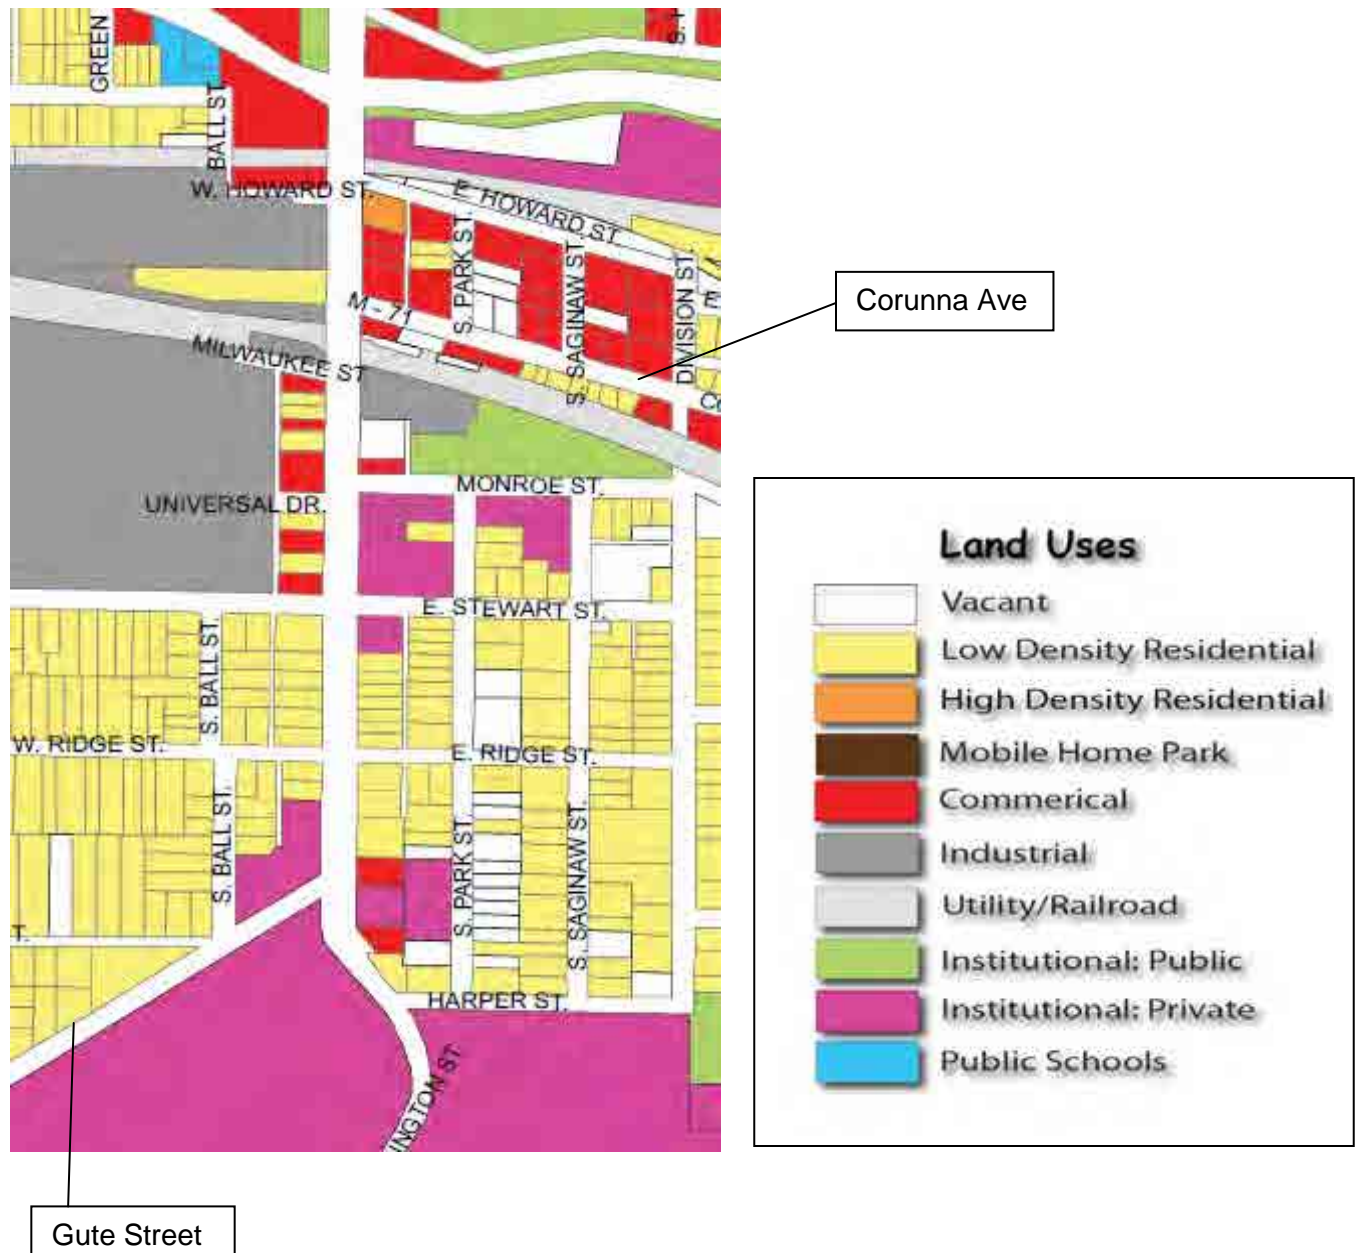 GREEN
S. H
BALL ST.
W. HOWARD ST.
E. HOWARD ST.
S. PARK ST.
S. SAGINAW ST.
DIVISION ST.
E
M - 71
Corunna Ave
MILWAUKEE ST
Co
MONROE ST.
UNIVERSAL DR.
E. STEWART ST.
S. BALL ST.
W. RIDGE ST.
E. RIDGE ST.
S. BALL ST.
S. PARK ST.
S. SAGINAW ST.
T.
HARPER ST.
INGTON ST.
Gute Street
Land Uses
Vacant
Low Density Residential
High Density Residential
Mobile Home Park
Commerical
Industrial
Utility/Railroad
Institutional: Public
Institutional: Private
Public Schools